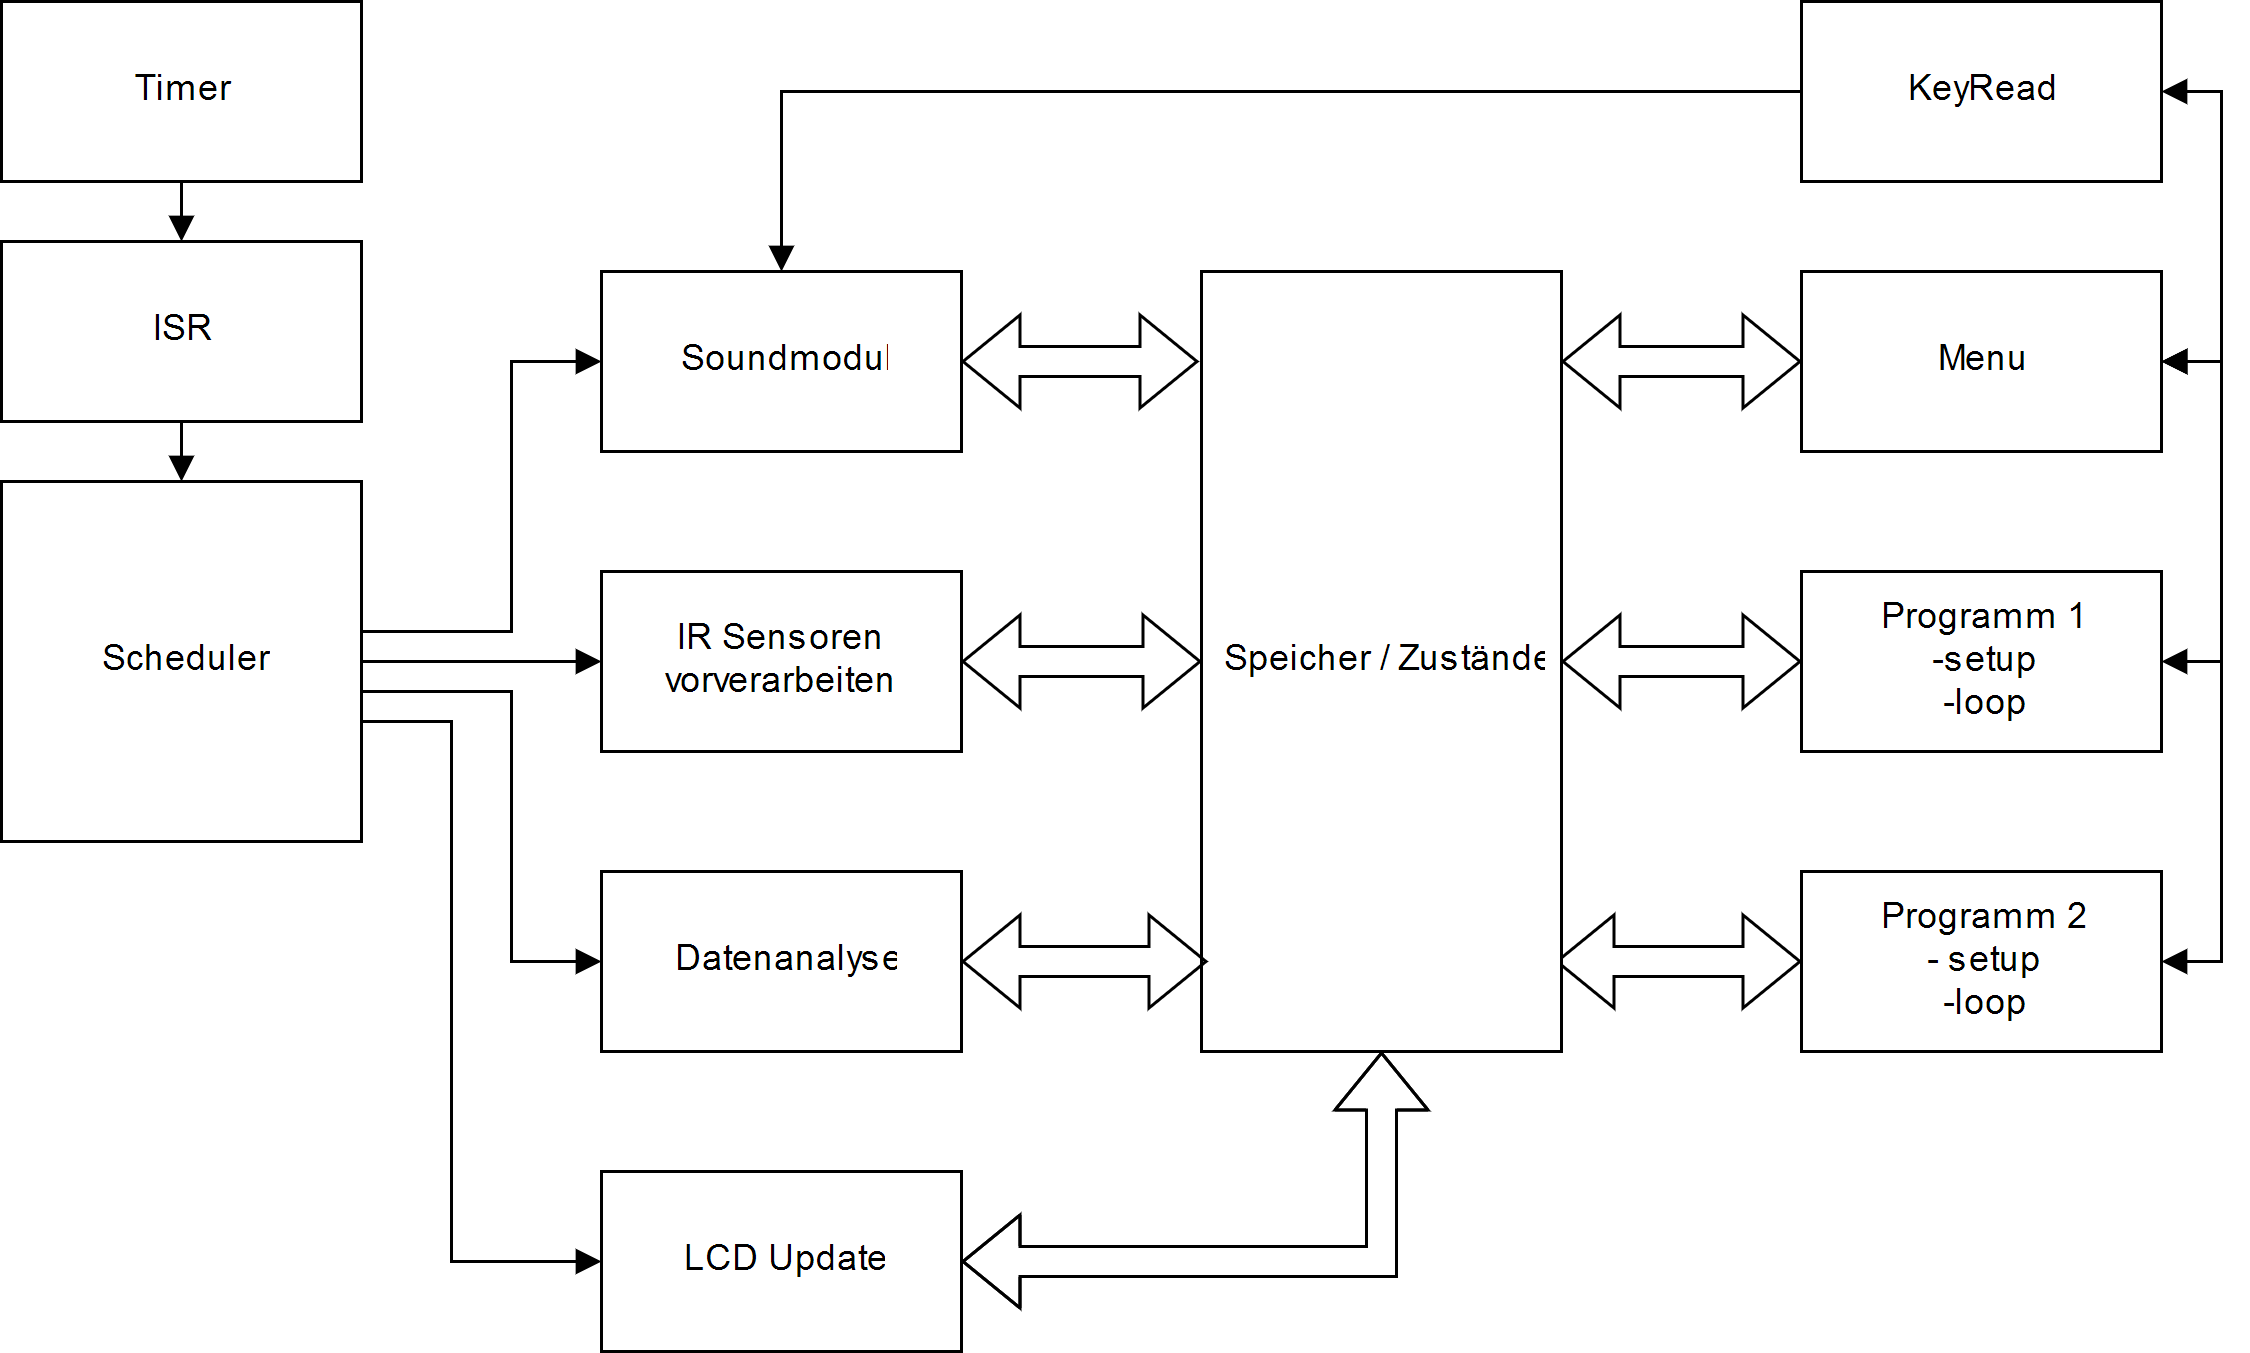 Timer
KeyRead
ISR
Soundmodul
Menu
Scheduler
IR Sensoren
vorverarbeiten
Speicher / Zustände
Programm 1
-setup
-loop
Datenanalyse
Programm 2
- setup
-loop
LCD Update